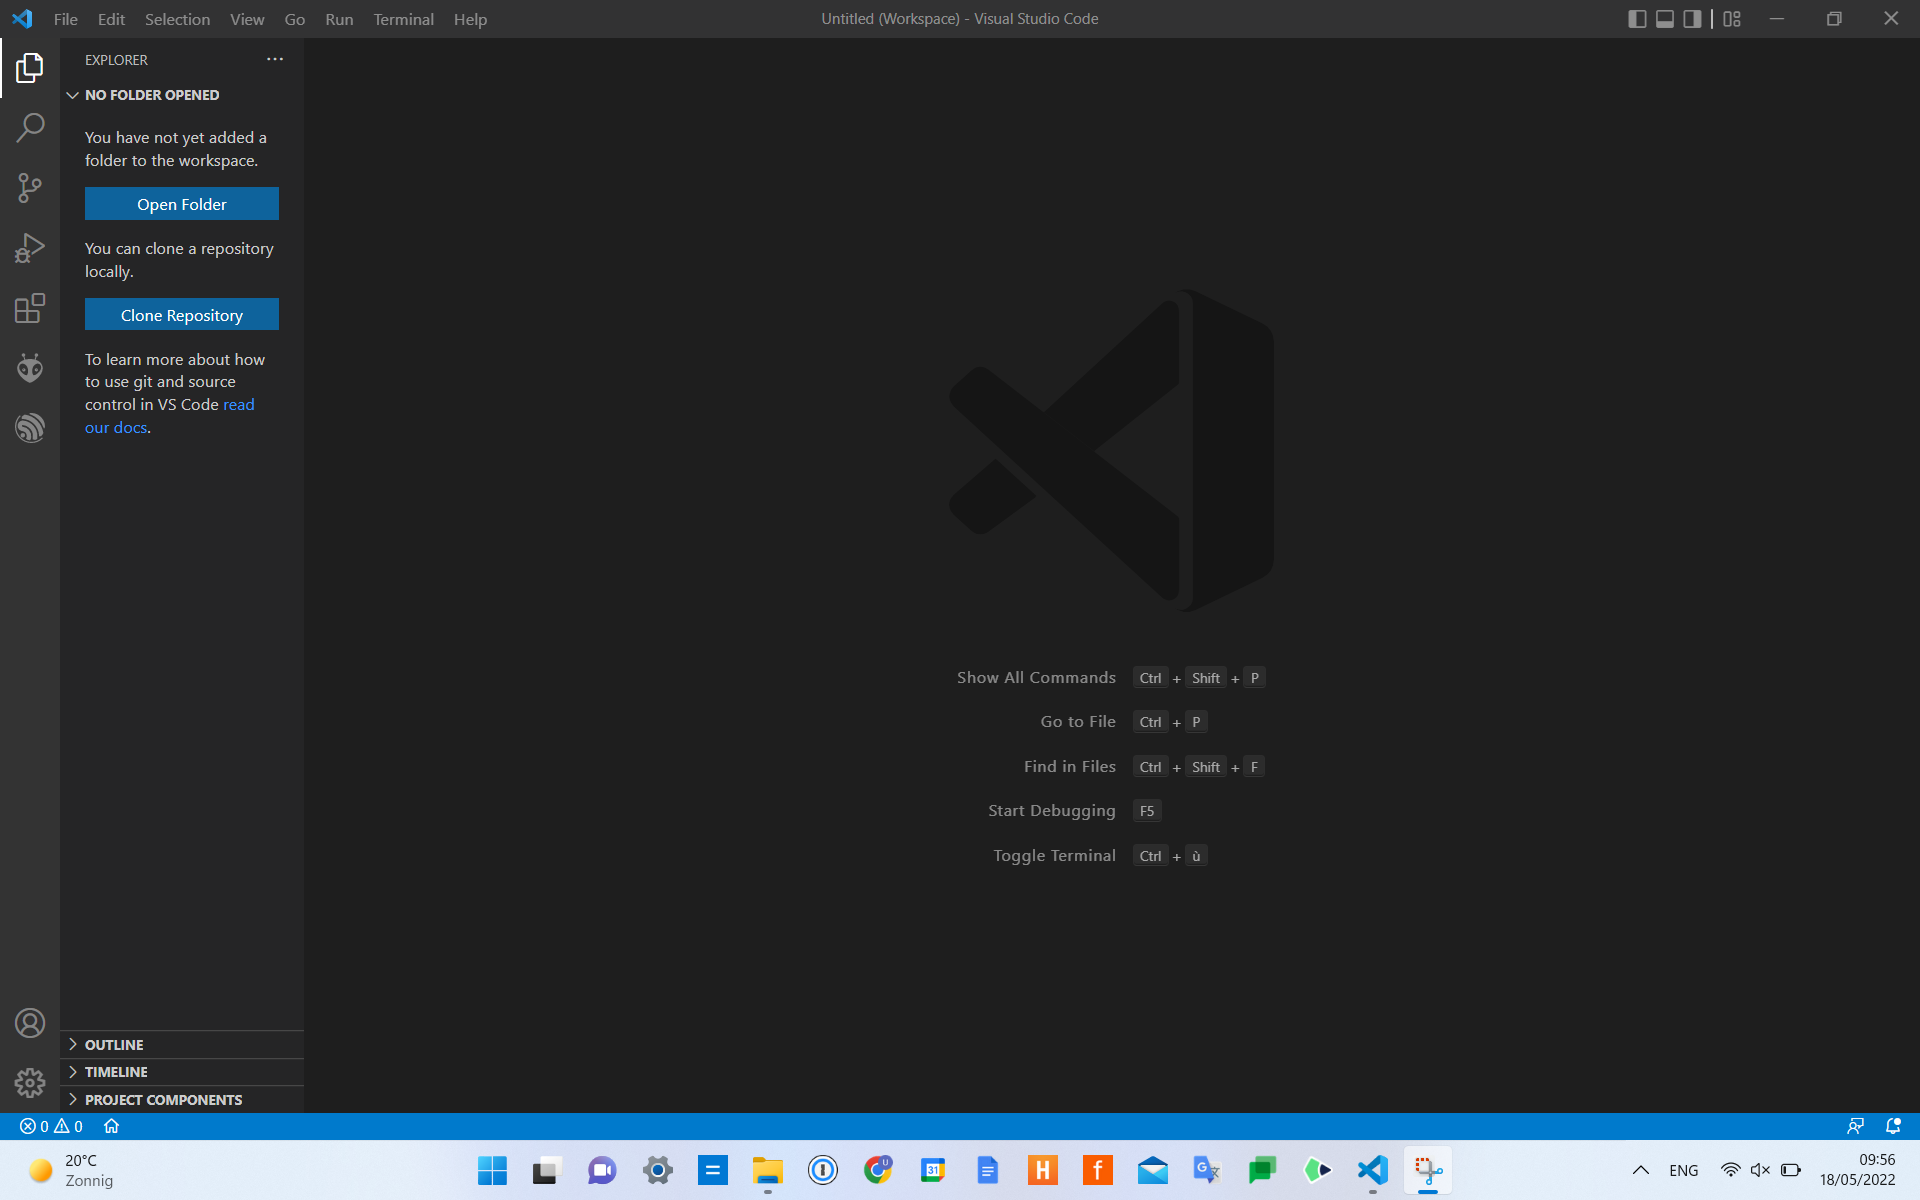 File Edit Selection View Go Run Terminal Help
Untitled (Workspace) - Visual Studio Code
EXPLORER
NO FOLDER OPENED
You have not yet added a
folder to the workspace.
Open Folder
You can clone a repository
locally.
Clone Repository
To learn more about how
to use git and source
control in VS Code read
our docs.
Show All Commands Ctrl + Shift + P
Go to File Ctrl + P
Find in Files Ctrl + Shift + F
Start Debugging F5
Toggle Terminal Ctrl + ù
OUTLINE
TIMELINE
PROJECT COMPONENTS
0 0
20°C
Zonnig
U
31
H
f
G
ENG
09:56
18/05/2022